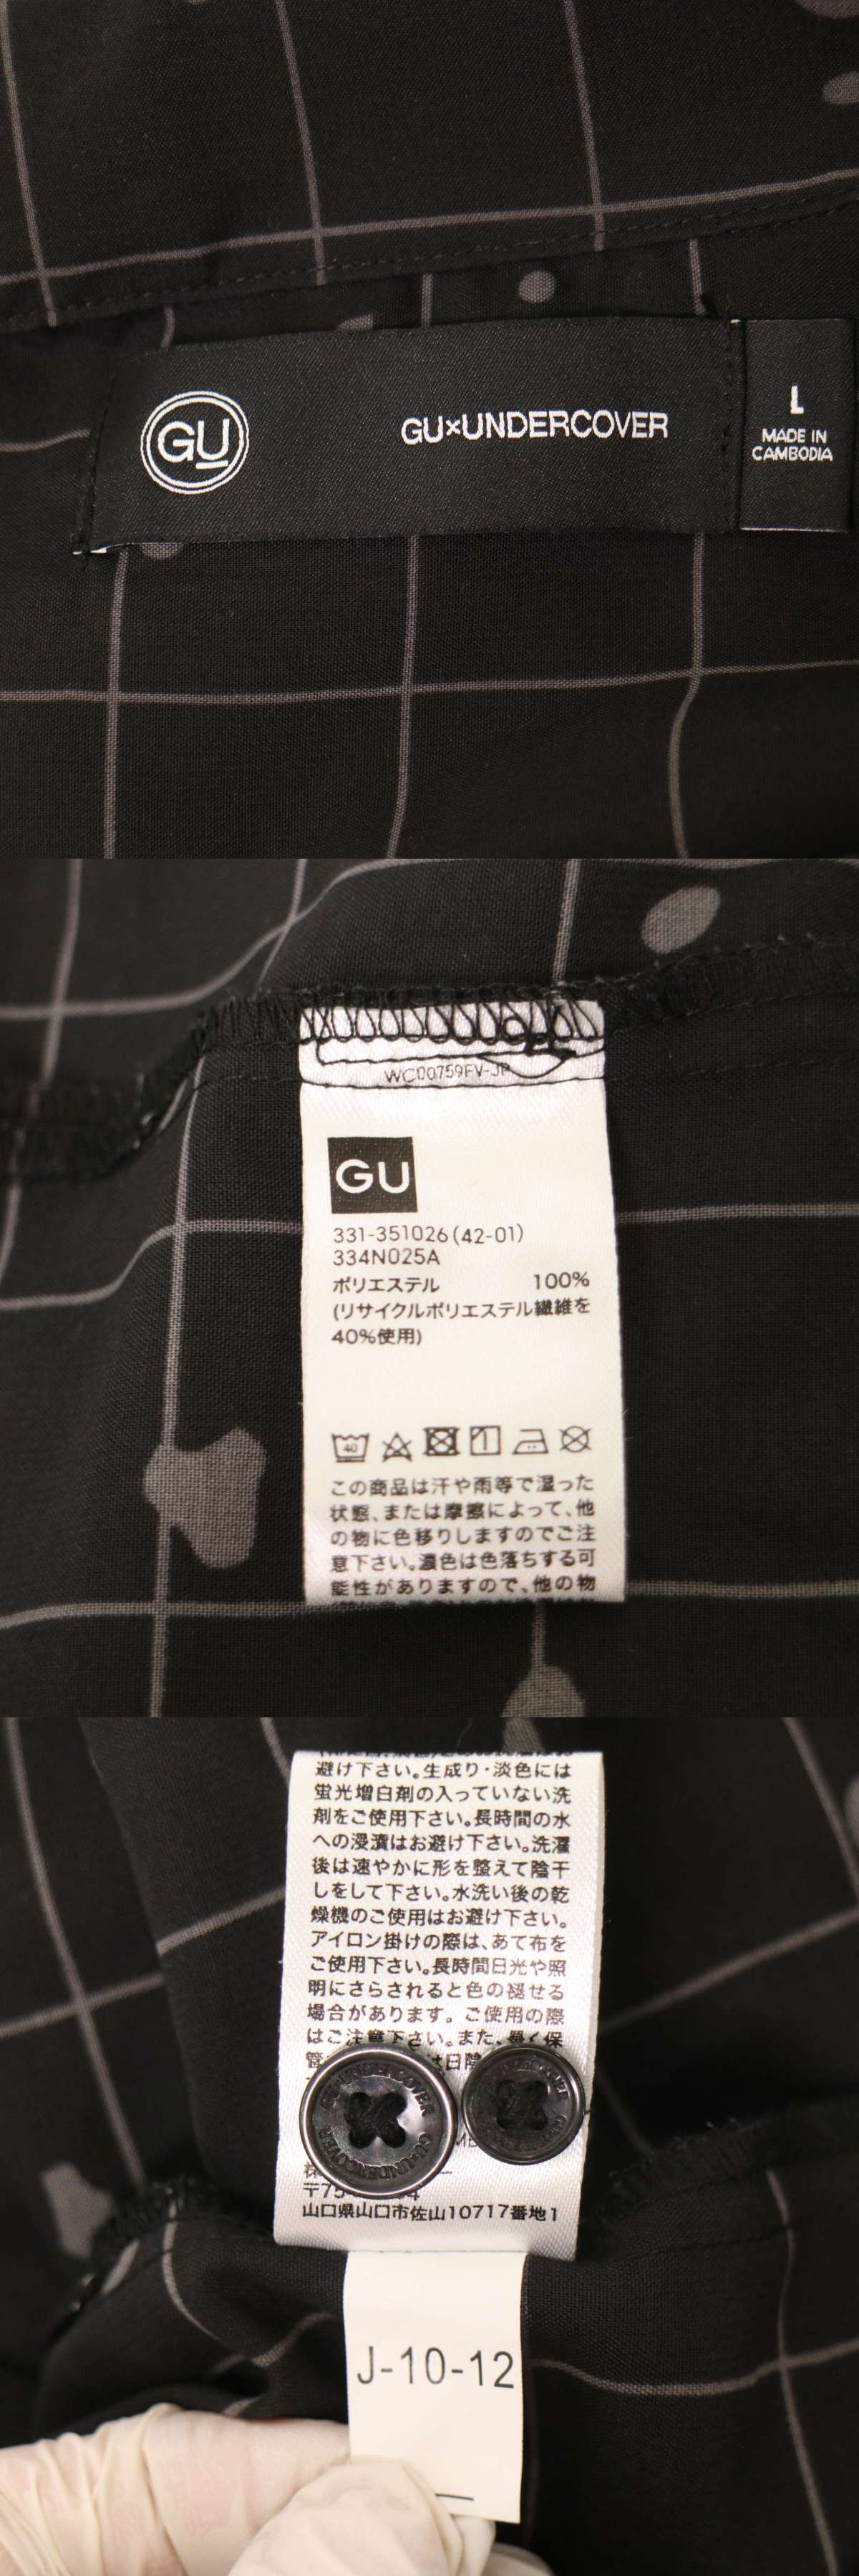 GU
GU×UNDERCOVER
L
MADE IN
CAMBODIA
WC00759FV-JP
GU
331-351026(42-01)
334N025A
ポリエステル 100%
(リサイクルポリエステル繊維を
40%使用)
40
この商品は汗や雨等で湿った
状態、または摩擦によって、他
の物に色移りしますのでご注
意下さい。濃色は色落ちする可
能性がありますので、他の物
避け下さい。生成り・淡色には
蛍光増白剤の入っていない洗
剤をご使用下さい。長時間の水
への浸漬はお避け下さい。洗濯
後は速やかに形を整えて陰干
しをして下さい。水洗い後の乾
燥機のご使用はお避け下さい。
アイロン掛けの際は、あて布を
ご使用下さい。長時間日光や照
明にさらされると色の褪せる
場合があります。ご使用の際
はご注意下さい。また、暫く保
管
日陰
GU×UNDERCOVER
GU×UNDERCOVER
株
〒75
山口県山口市佐山10717番地1
J-10-12